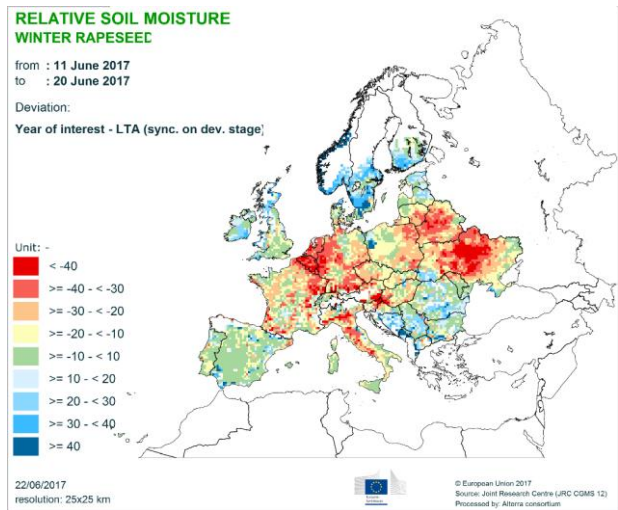 RELATIVE SOIL MOISTURE
WINTER RAPESEED
from : 11 June 2017
to : 20 June 2017
Deviation:
Year of interest - LTA (sync. on dev. stage)
Unit: -
< -40
>= -40 - < -30
>= -30 - < -20
>= -20 - < -10
>= -10 - < 10
>= 10 - < 20
>= 20 - < 30
>= 30 - < 40
>= 40
22/06/2017
resolution: 25x25 km
© European Union 2017
Source: Joint Research Centre (JRC CGMS 12)
Processed by: Alterra consortium